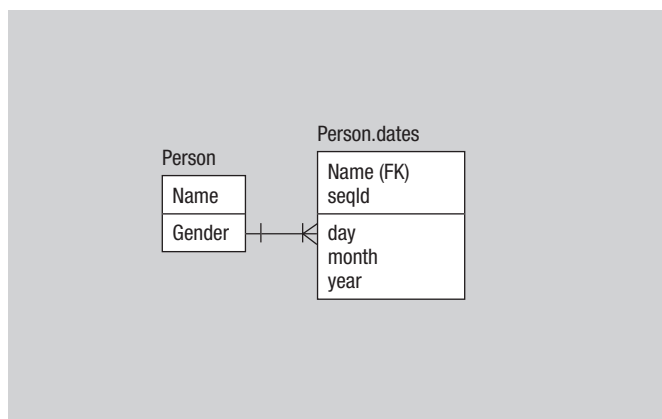 Person
Name
Gender
Person.dates
Name (FK)
seqId
day
month
year